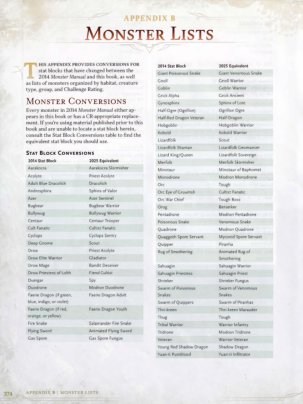 APPENDIX B
MONSTER LISTS
THIS APPENDIX PROVIDES CONVERSIONS FOR
stat blocks that have changed between the
2014 Monster Manual and this book, as well
as lists of monsters organized by habitat, creature
type, group, and Challenge Rating.
MONSTER CONVERSIONS
Every monster in 2014 Monster Manual either ap-
pears in this book or has a CR-appropriate replace-
ment. If you're using material published prior to this
book and are unable to locate a stat block herein,
consult the Stat Block Conversions table to find the
equivalent stat block you should use.
STAT BLOCK CONVERSIONS
2014 Stat Block 2025 Equivalent
Aarakocra Aarakocra Skirmisher
Acolyte Priest Acolyte
Adult Blue Dracolich Dracolich
Androsphinx Sphinx of Valor
Azer Azer Sentinel
Bugbear Bugbear Warrior
Bullywug Bullywug Warrior
Centaur Centaur Trooper
Cult Fanatic Cultist Fanatic
Cyclops Cyclops Sentry
Deep Gnome Scout
Drow Priest Acolyte
Drow Elite Warrior Gladiator
Drow Mage Bandit Deceiver
Drow Priestess of Lolth Fiend Cultist
Duergar Spy
Duodrone Modron Duodrone
Faerie Dragon (if green, Faerie Dragon Adult
blue, indigo, or violet)
Faerie Dragon (if red, Faerie Dragon Youth
orange, or yellow)
Fire Snake Salamander Fire Snake
Flying Sword Animated Flying Sword
Gas Spore Gas Spore Fungus
2014 Stat Block 2025 Equivalent
Giant Poisonous Snake Giant Venomous Snake
Githyanki Warrior
Goblin Goblin Warrior
Grick Alpha Grick Ancient
Gynosphinx Sphinx of Lore
Half-Ogre (Ogrillon) Ogrillon Ogre
Half-Red Dragon Veteran Half-Dragon
Hobgoblin Hobgoblin Warrior
Kobold Kobold Warrior
Lizardfolk Scout
Lizardfolk Shaman Lizardfolk Geomancer
Lizard King/Queen Lizardfolk Sovereign
Merfolk Merfolk Skirmisher
Minotaur Minotaur of Baphomet
Monodrone Modron Monodrone
Orc Tough
Orc Eye of Gruumsh Cultist Fanatic
Orc War Chief Tough Boss
Orog Berserker
Pentadrone Modron Pentadrone
Poisonous Snake Venomous Snake
Quadrone Modron Quadrone
Quaggoth Spore Servant Myconid Spore Servant
Quipper Piranha
Rug of Smothering Animated Rug of
Smothering
Sahuagin Sahuagin Warrior
Sahuagin Priestess Sahuagin Priest
Shrieker Shrieker Fungus
Swarm of Poisonous Swarm of Venomous
Snakes Snakes
Swarm of Quippers Swarm of Piranhas
Thri-kreen Thri-kreen Marauder
Thug Tough
Tribal Warrior Warrior Infantry
Tridrone Modron Tridrone
Veteran Warrior Veteran
Young Red Shadow Dragon Shadow Dragon
Yuan-ti Pureblood Yuan-ti Infiltrator
374 APPENDIX B | MONSTER LISTS